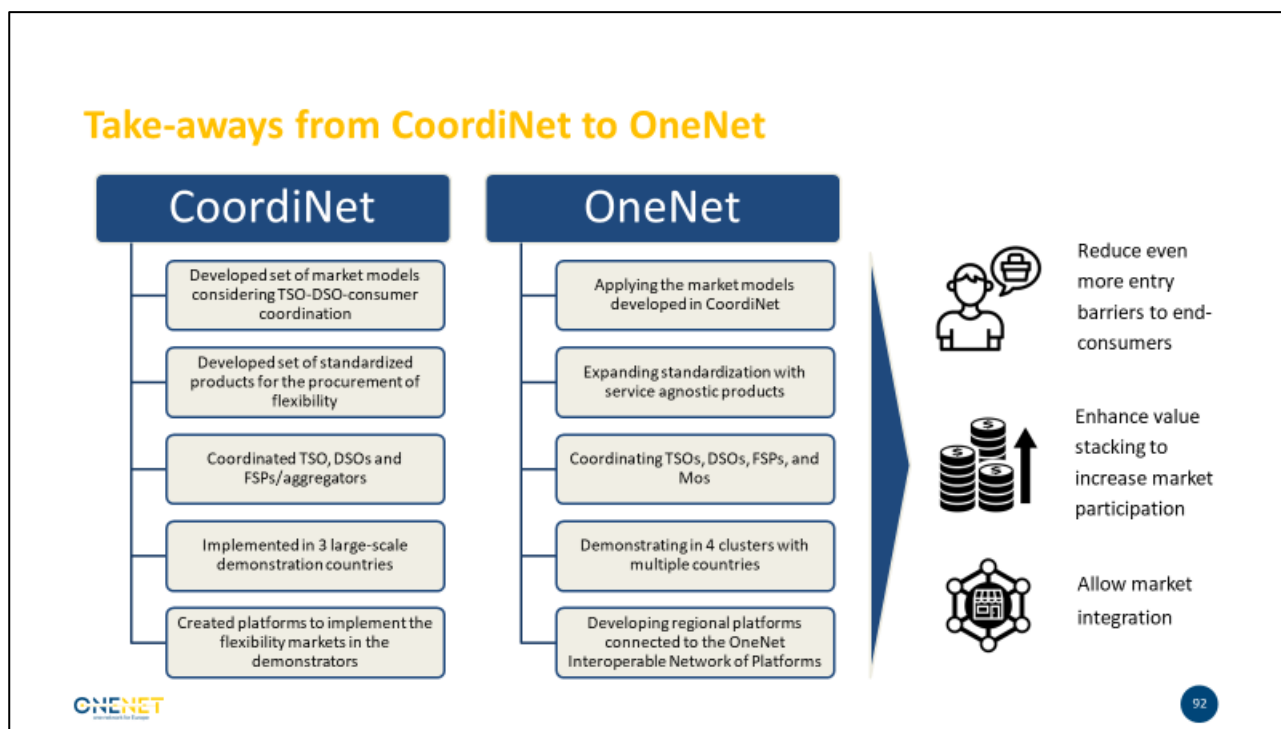 Take-aways from CoordiNet to OneNet
CoordiNet
Developed set of market models
considering TSO-DSO-consumer
coordination
Developed set of standardized
products for the procurement of
flexibility
Coordinated TSO, DSOs and
FSPs/aggregators
Implemented in 3 large-scale
demonstration countries
Created platforms to implement the
flexibility markets in the
demonstrators
OneNet
Applying the market models
developed in CoordiNet
Expanding standardization with
service agnostic products
Coordinating TSOs, DSOs, FSPs, and
Mos
Demonstrating in 4 clusters with
multiple countries
Developing regional platforms
connected to the OneNet
Interoperable Network of Platforms
Reduce even
more entry
barriers to end-
consumers
Enhance value
stacking to
increase market
participation
Allow market
integration
ONENET
one network for Europe
92